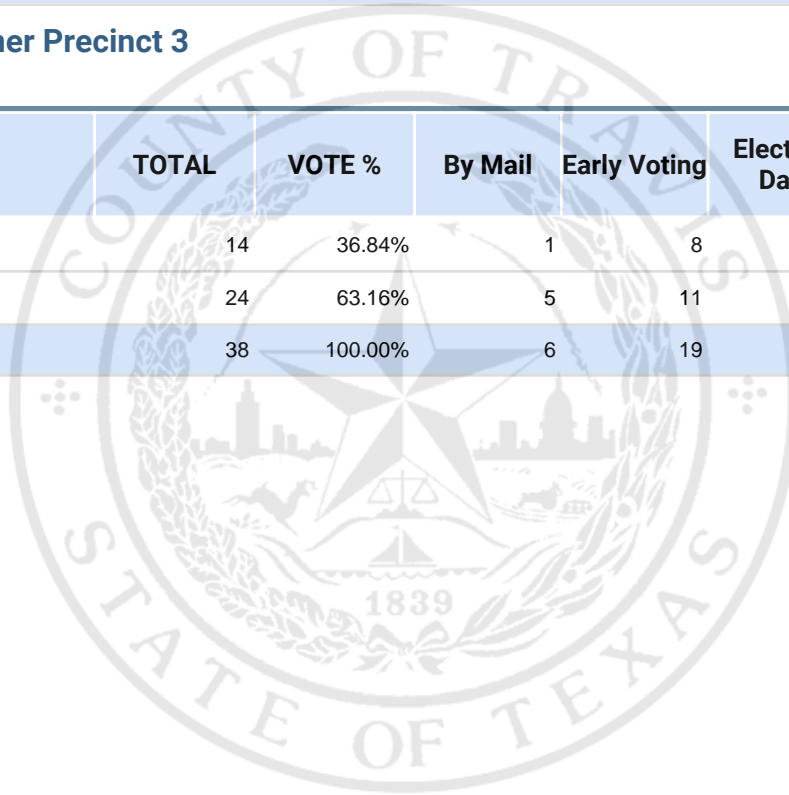 ner Precinct 3
TOTAL VOTE % By Mail Early Voting Elect
Da
14 36.84% 1 8
24 63.16% 5 11
38 100.00% 6 19
COUNTY OF TRAVIS
1839
STATE OF TEXAS